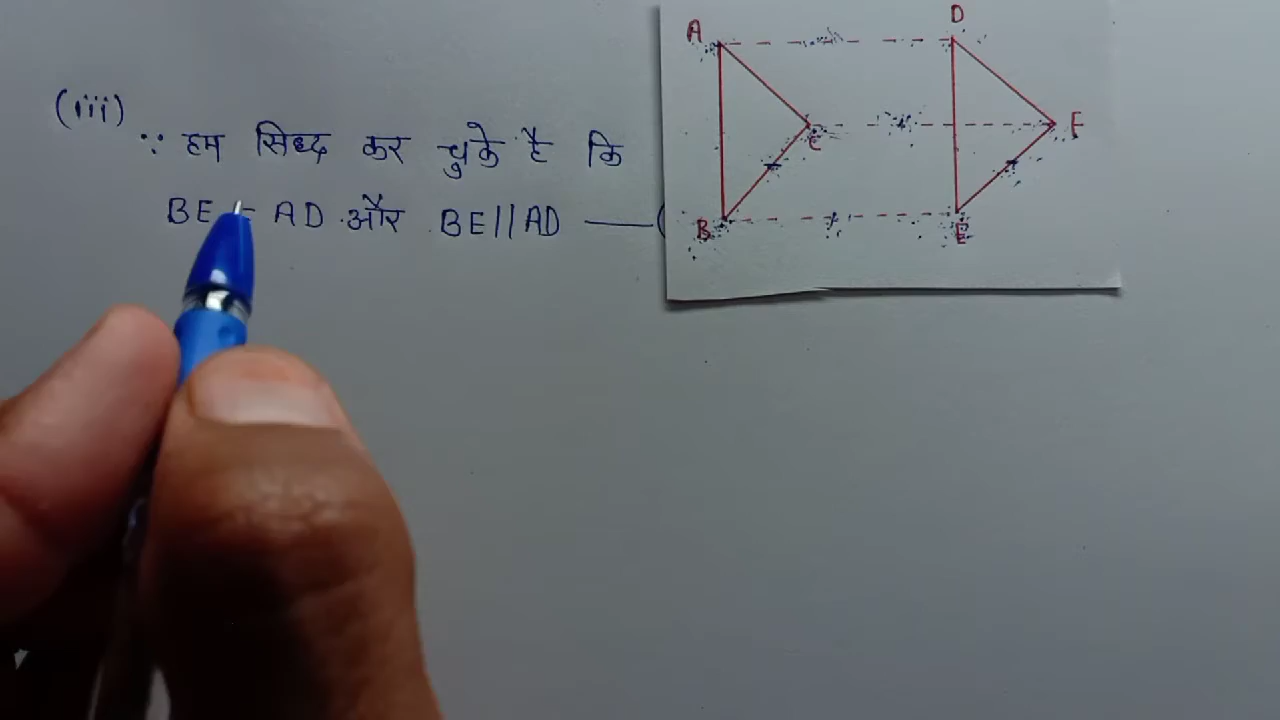 (iii)
∵ हम सिध्द कर चुके है कि
BE = AD और BE||AD —— (
A
D
C
F
B
E